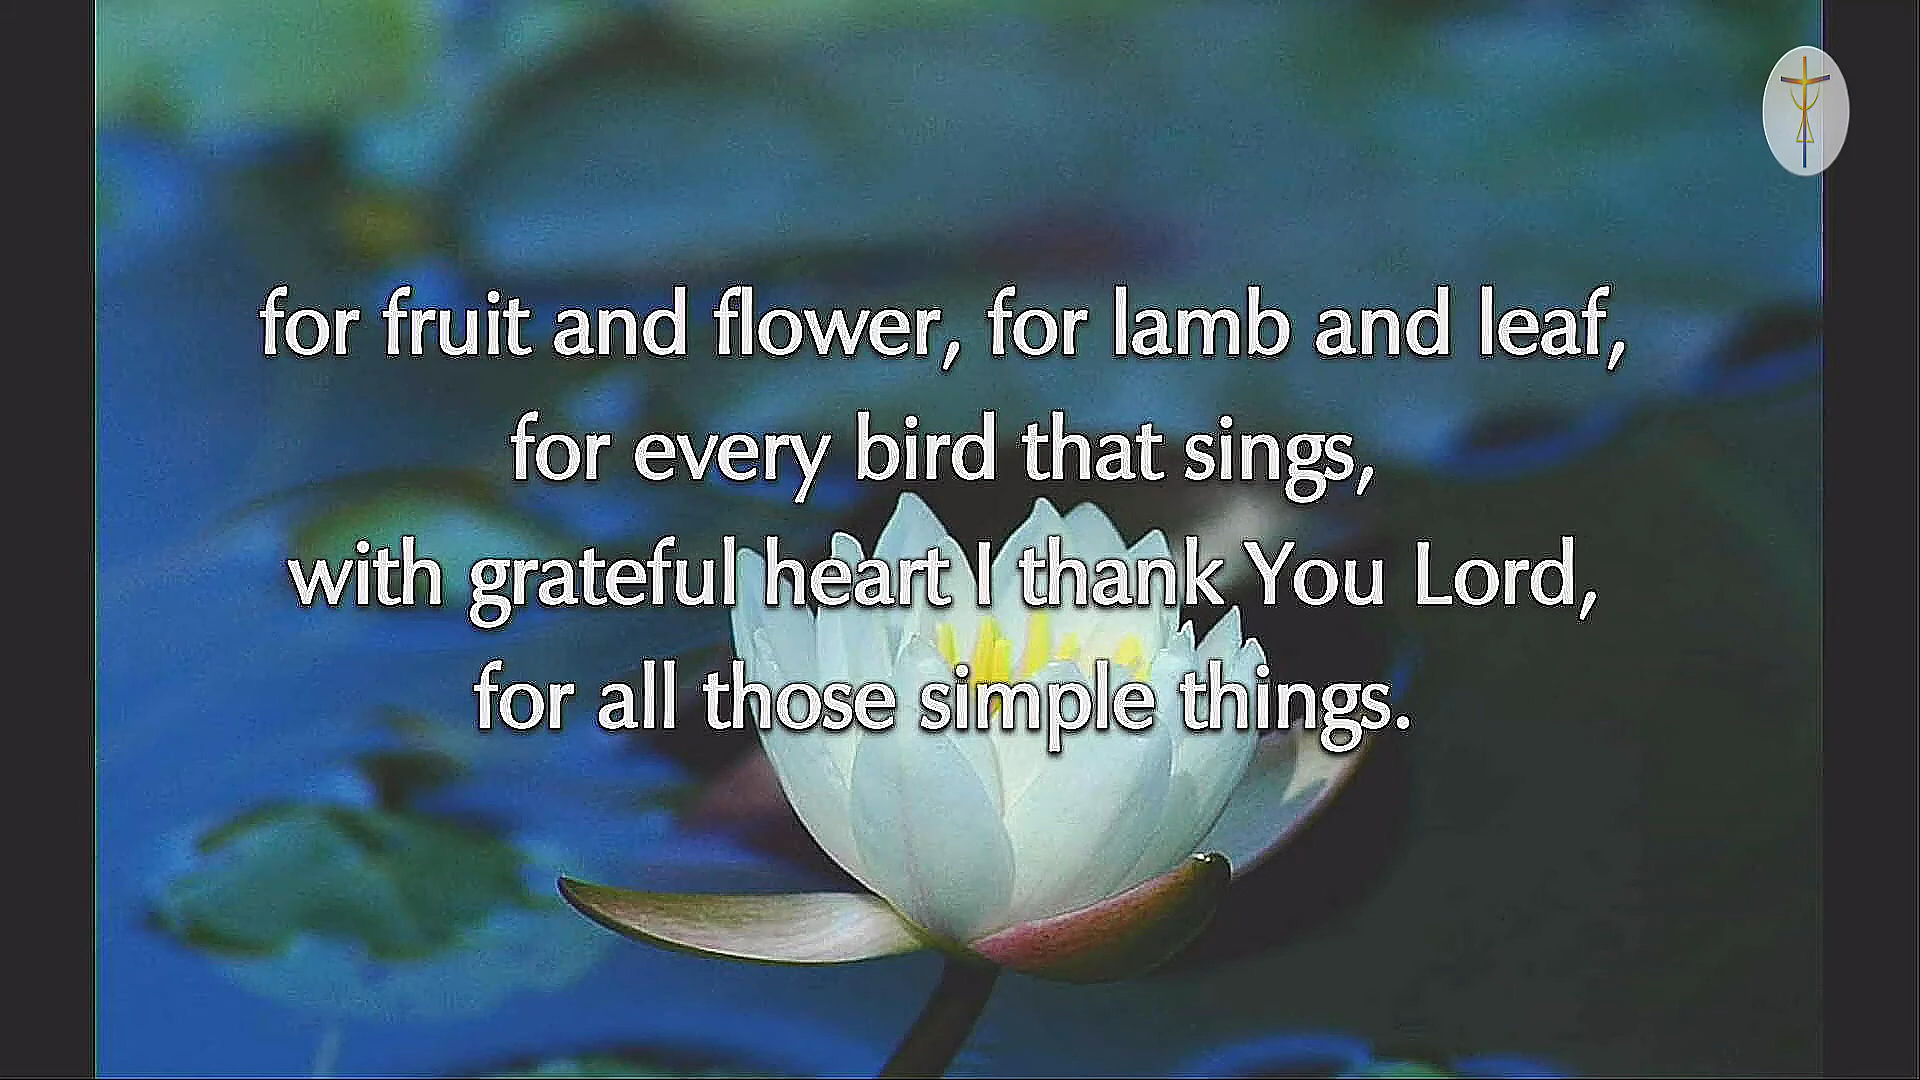 for fruit and flower, for lamb and leaf,
for every bird that sings,
with grateful heart I thank You Lord,
for all those simple things.